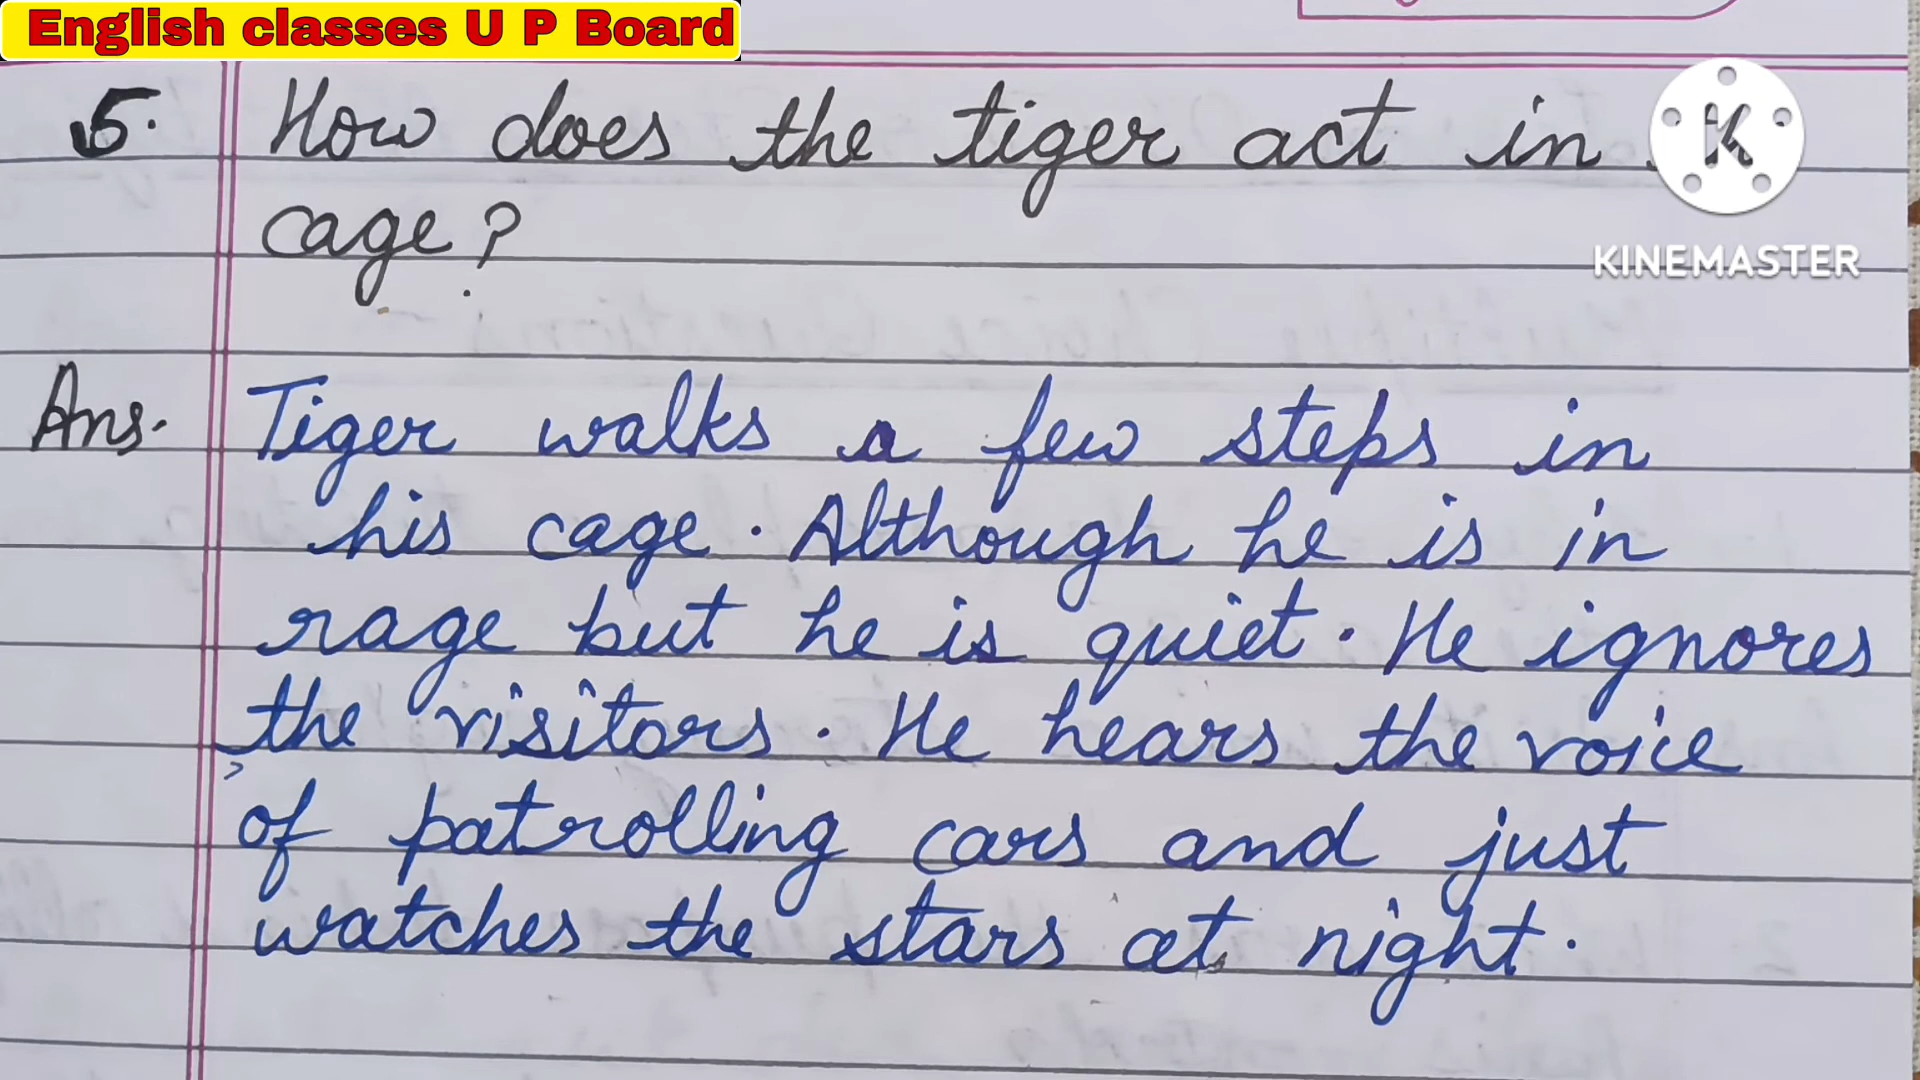 English classes U P Board
5. How does the tiger act in
cage?
KINEMASTER
Ans. Tiger walks a few steps in
his cage. Although he is in
rage but he is quiet. He ignores
the visitors. He hears the voice
of patrolling cars and just
watches the stars at night.